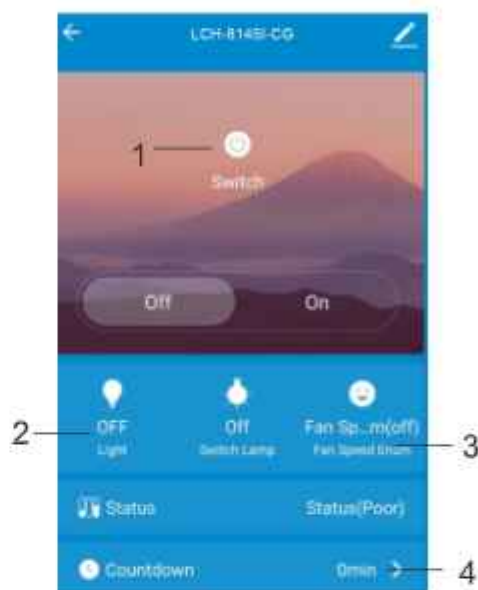 LCH-8145I-CG
1
Switch
Off On
OFF Off Fan Sp...m(off)
2 Light Switch Lamp Fan Speed Enum 3
Status Status(Poor)
Countdown 0min 4